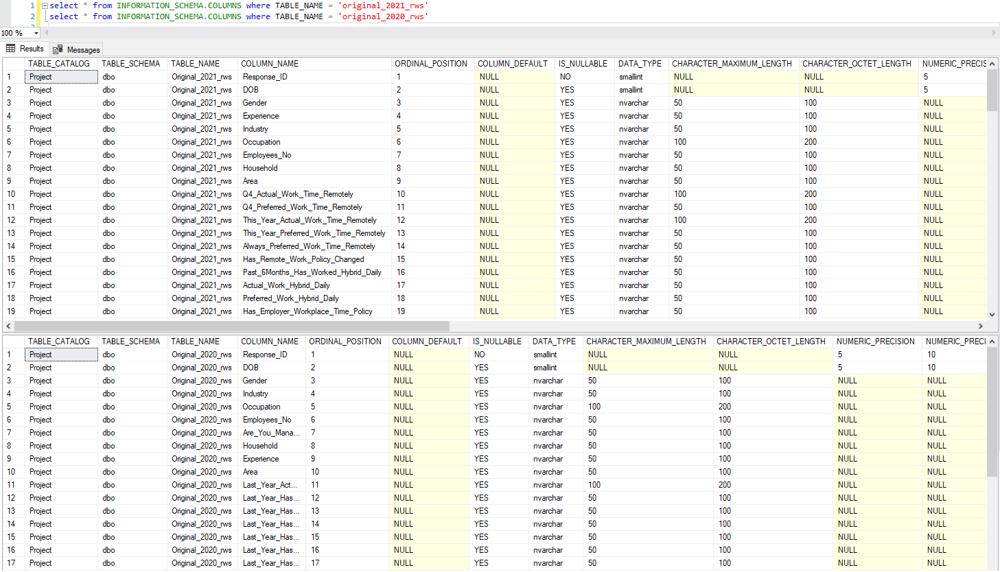 1 select * from INFORMATION_SCHEMA.COLUMNS where TABLE_NAME = 'original_2021_rws'
2 select * from INFORMATION_SCHEMA.COLUMNS where TABLE_NAME = 'original_2020_rws'
100 %
Results Messages
TABLE_CATALOG TABLE_SCHEMA TABLE_NAME COLUMN_NAME ORDINAL_POSITION COLUMN_DEFAULT IS_NULLABLE DATA_TYPE CHARACTER_MAXIMUM_LENGTH CHARACTER_OCTET_LENGTH NUMERIC_PRECIS
1 Project dbo Original_2021_rws Response_ID 1 NULL NO smallint NULL NULL 5
2 Project dbo Original_2021_rws DOB 2 NULL YES smallint NULL NULL 5
3 Project dbo Original_2021_rws Gender 3 NULL YES nvarchar 50 100 NULL
4 Project dbo Original_2021_rws Experience 4 NULL YES nvarchar 50 100 NULL
5 Project dbo Original_2021_rws Industry 5 NULL YES nvarchar 50 100 NULL
6 Project dbo Original_2021_rws Occupation 6 NULL YES nvarchar 100 200 NULL
7 Project dbo Original_2021_rws Employees_No 7 NULL YES nvarchar 50 100 NULL
8 Project dbo Original_2021_rws Household 8 NULL YES nvarchar 50 100 NULL
9 Project dbo Original_2021_rws Area 9 NULL YES nvarchar 50 100 NULL
10 Project dbo Original_2021_rws Q4_Actual_Work_Time_Remotely 10 NULL YES nvarchar 100 200 NULL
11 Project dbo Original_2021_rws Q4_Preferred_Work_Time_Remotely 11 NULL YES nvarchar 50 100 NULL
12 Project dbo Original_2021_rws This_Year_Actual_Work_Time_Remotely 12 NULL YES nvarchar 100 200 NULL
13 Project dbo Original_2021_rws This_Year_Preferred_Work_Time_Remotely 13 NULL YES nvarchar 50 100 NULL
14 Project dbo Original_2021_rws Always_Preferred_Work_Time_Remotely 14 NULL YES nvarchar 50 100 NULL
15 Project dbo Original_2021_rws Has_Remote_Work_Policy_Changed 15 NULL YES nvarchar 50 100 NULL
16 Project dbo Original_2021_rws Past_6Months_Has_Worked_Hybrid_Daily 16 NULL YES nvarchar 50 100 NULL
17 Project dbo Original_2021_rws Actual_Work_Hybrid_Daily 17 NULL YES nvarchar 50 100 NULL
18 Project dbo Original_2021_rws Preferred_Work_Hybrid_Daily 18 NULL YES nvarchar 50 100 NULL
19 Project dbo Original_2021_rws Has_Employer_Workplace_Time_Policy 19 NULL YES nvarchar 50 100 NULL
TABLE_CATALOG TABLE_SCHEMA TABLE_NAME COLUMN_NAME ORDINAL_POSITION COLUMN_DEFAULT IS_NULLABLE DATA_TYPE CHARACTER_MAXIMUM_LENGTH CHARACTER_OCTET_LENGTH NUMERIC_PRECISION NUMERIC_PRECI
1 Project dbo Original_2020_rws Response_ID 1 NULL NO smallint NULL NULL 5 10
2 Project dbo Original_2020_rws DOB 2 NULL YES smallint NULL NULL 5 10
3 Project dbo Original_2020_rws Gender 3 NULL YES nvarchar 50 100 NULL NULL
4 Project dbo Original_2020_rws Industry 4 NULL YES nvarchar 50 100 NULL NULL
5 Project dbo Original_2020_rws Occupation 5 NULL YES nvarchar 100 200 NULL NULL
6 Project dbo Original_2020_rws Employees_No 6 NULL YES nvarchar 50 100 NULL NULL
7 Project dbo Original_2020_rws Are_You_Mana... 7 NULL YES nvarchar 50 100 NULL NULL
8 Project dbo Original_2020_rws Household 8 NULL YES nvarchar 50 100 NULL NULL
9 Project dbo Original_2020_rws Experience 9 NULL YES nvarchar 50 100 NULL NULL
10 Project dbo Original_2020_rws Area 10 NULL YES nvarchar 50 100 NULL NULL
11 Project dbo Original_2020_rws Last_Year_Act... 11 NULL YES nvarchar 100 200 NULL NULL
12 Project dbo Original_2020_rws Last_Year_Has... 12 NULL YES nvarchar 50 100 NULL NULL
13 Project dbo Original_2020_rws Last_Year_Has... 13 NULL YES nvarchar 50 100 NULL NULL
14 Project dbo Original_2020_rws Last_Year_Has... 14 NULL YES nvarchar 50 100 NULL NULL
15 Project dbo Original_2020_rws Last_Year_Has... 15 NULL YES nvarchar 50 100 NULL NULL
16 Project dbo Original_2020_rws Last_Year_Has... 16 NULL YES nvarchar 50 100 NULL NULL
17 Project dbo Original_2020_rws Last_Year_Has... 17 NULL YES nvarchar 50 100 NULL NULL